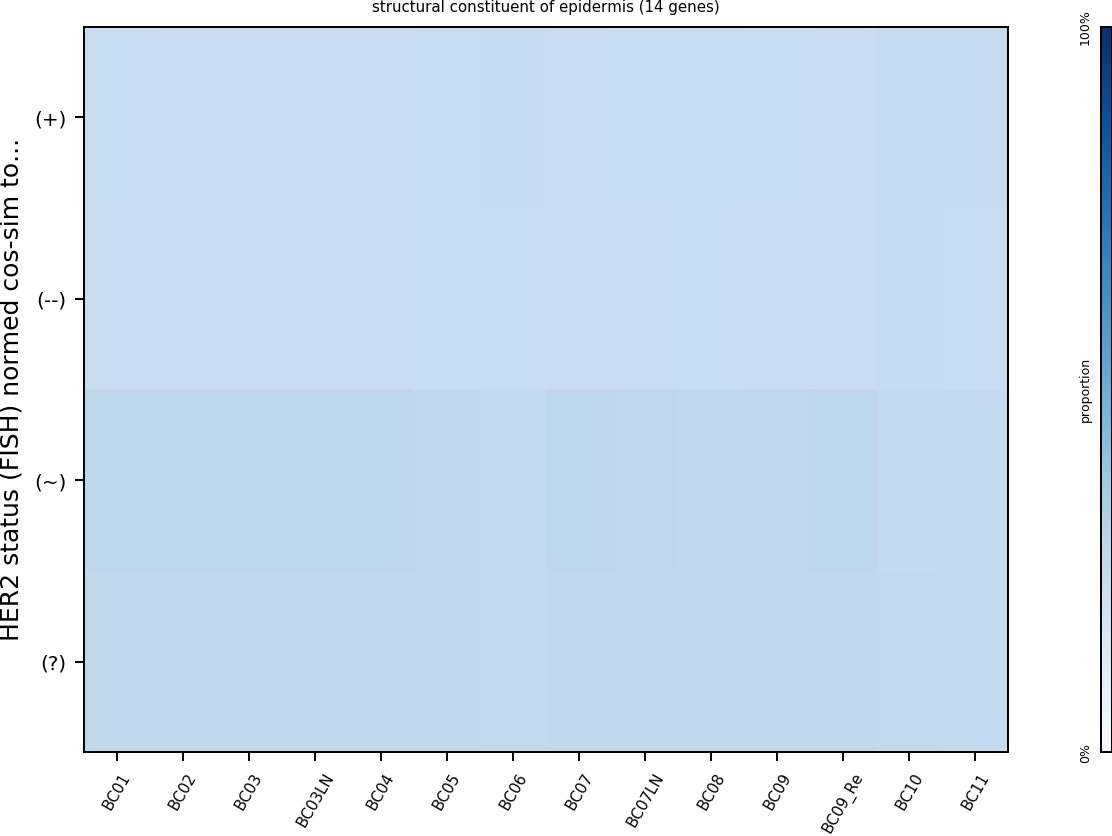 structural constituent of epidermis (14 genes)
HER2 status (FISH) normed cos-sim to...
(+)
(--)
(~)
(?)
BC01
BC02
BC03
BC03LN
BC04
BC05
BC06
BC07
BC07LN
BC08
BC09
BC09_Re
BC10
BC11
100%
proportion
0%